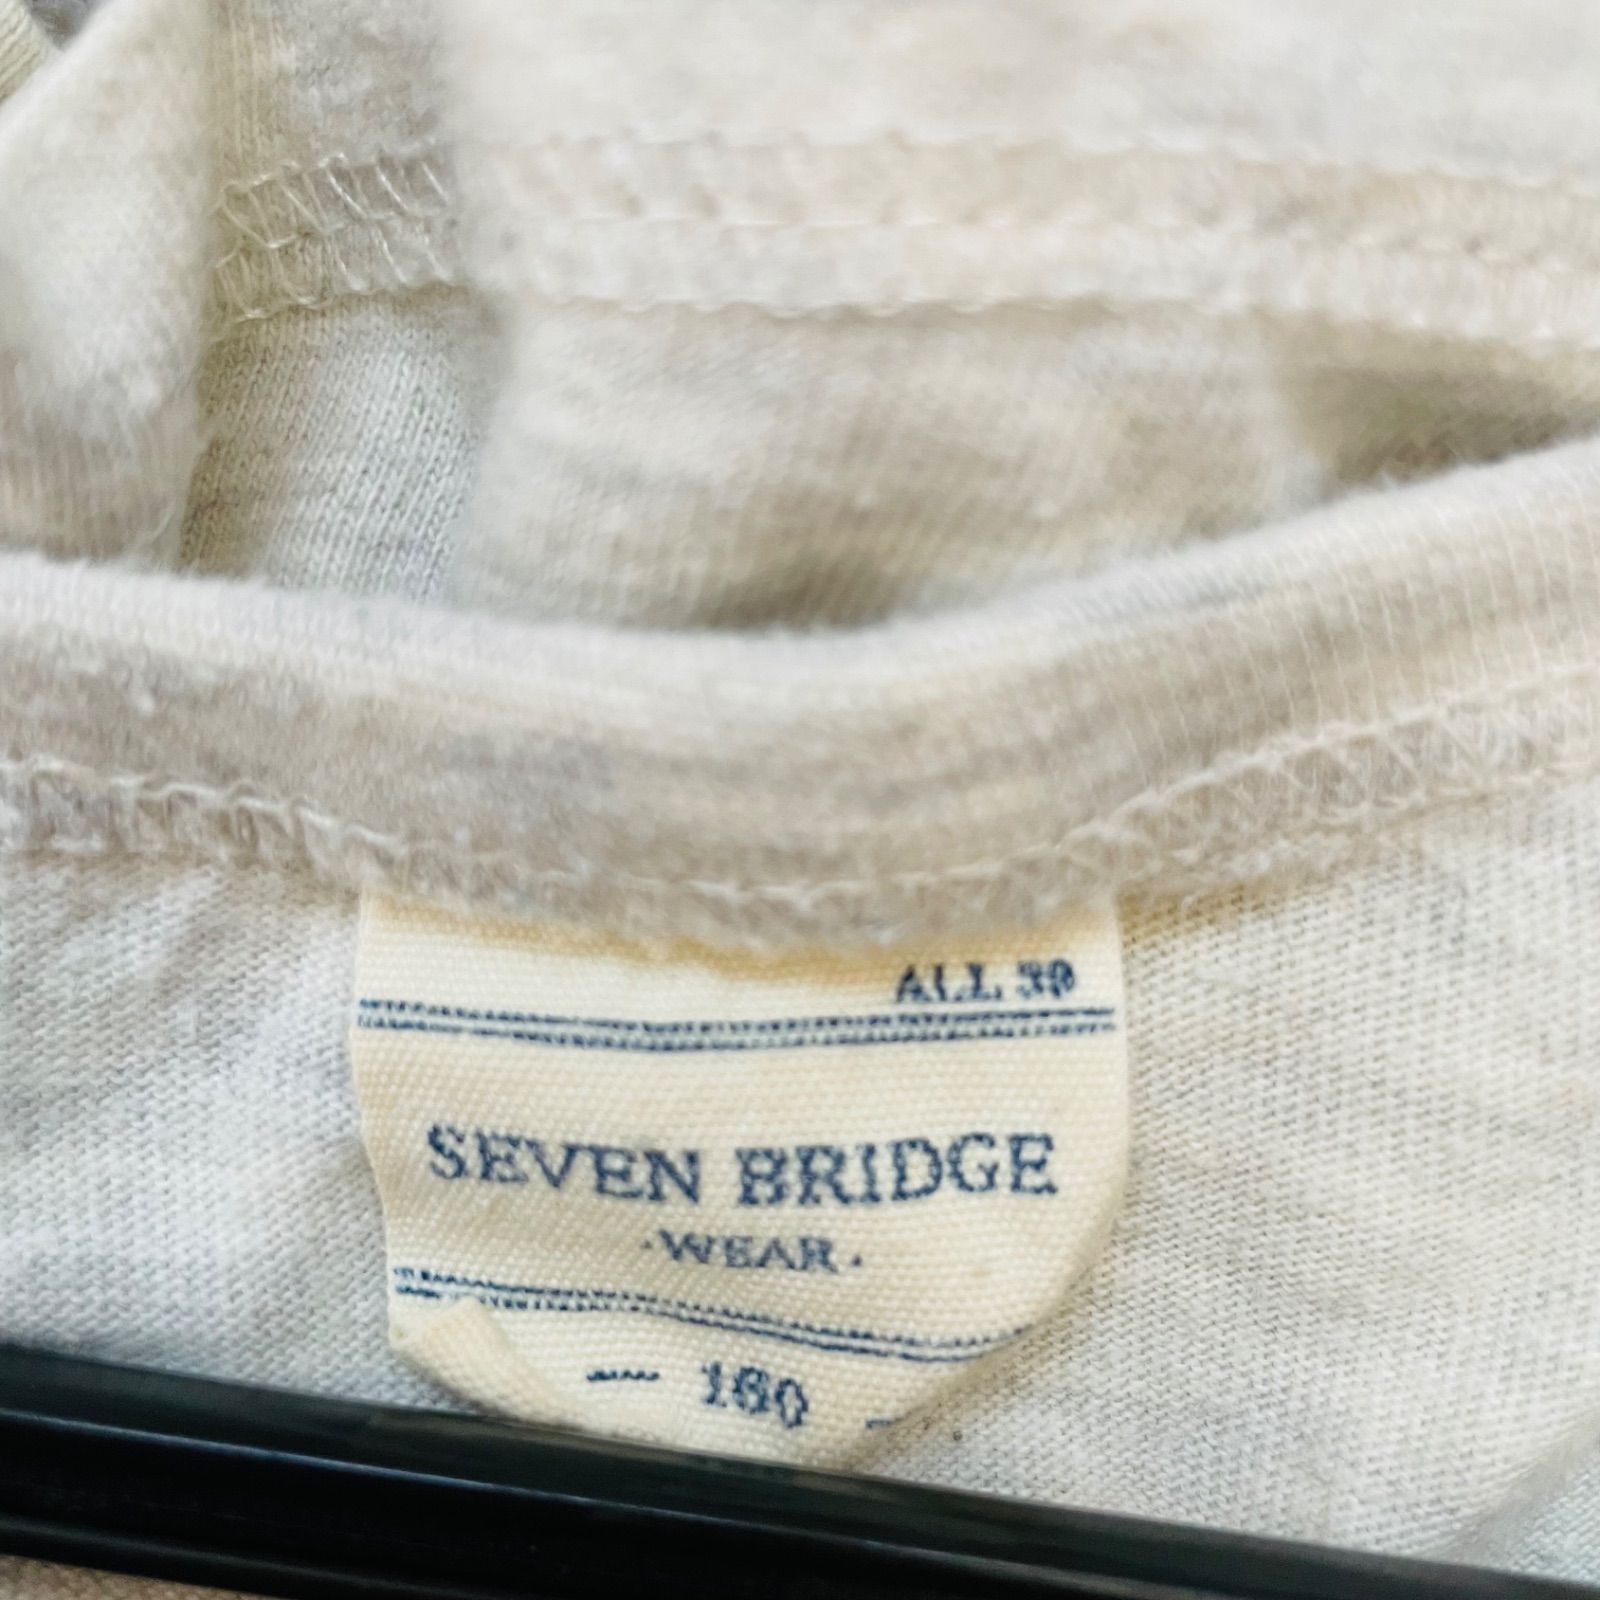 ALL 39
SEVEN BRIDGE
·WEAR·
— 160 —